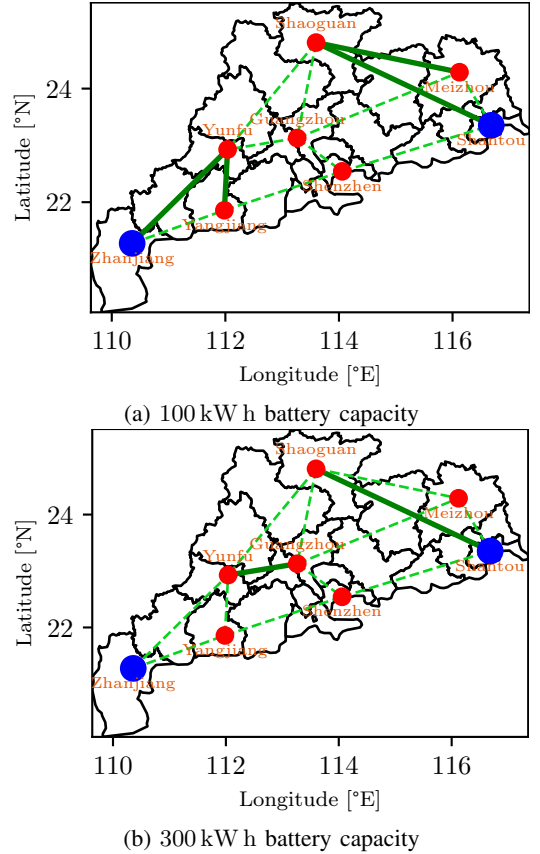 Shaoguan
24
Meizhou
Guangzhou
Yunfu
Shantou
Latitude [°N]
Shenzhen
22
Yangjiang
Zhanjiang
110 112 114 116
Longitude [°E]
(a) 100 kW h battery capacity
Shaoguan
24
Meizhou
Guangzhou
Yunfu
Shantou
Latitude [°N]
Shenzhen
22
Yangjiang
Zhanjiang
110 112 114 116
Longitude [°E]
(b) 300 kW h battery capacity